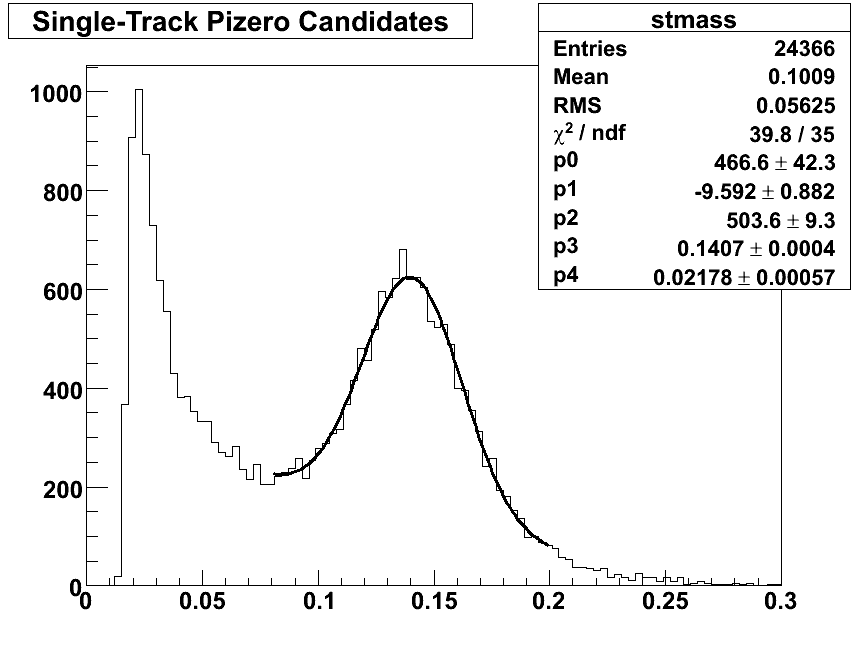 Single-Track Pizero Candidates
stmass
Entries 24366
Mean 0.1009
RMS 0.05625
χ² / ndf 39.8 / 35
p0 466.6 ± 42.3
p1 -9.592 ± 0.882
p2 503.6 ± 9.3
p3 0.1407 ± 0.0004
p4 0.02178 ± 0.00057
1000
800
600
400
200
0
0 0.05 0.1 0.15 0.2 0.25 0.3